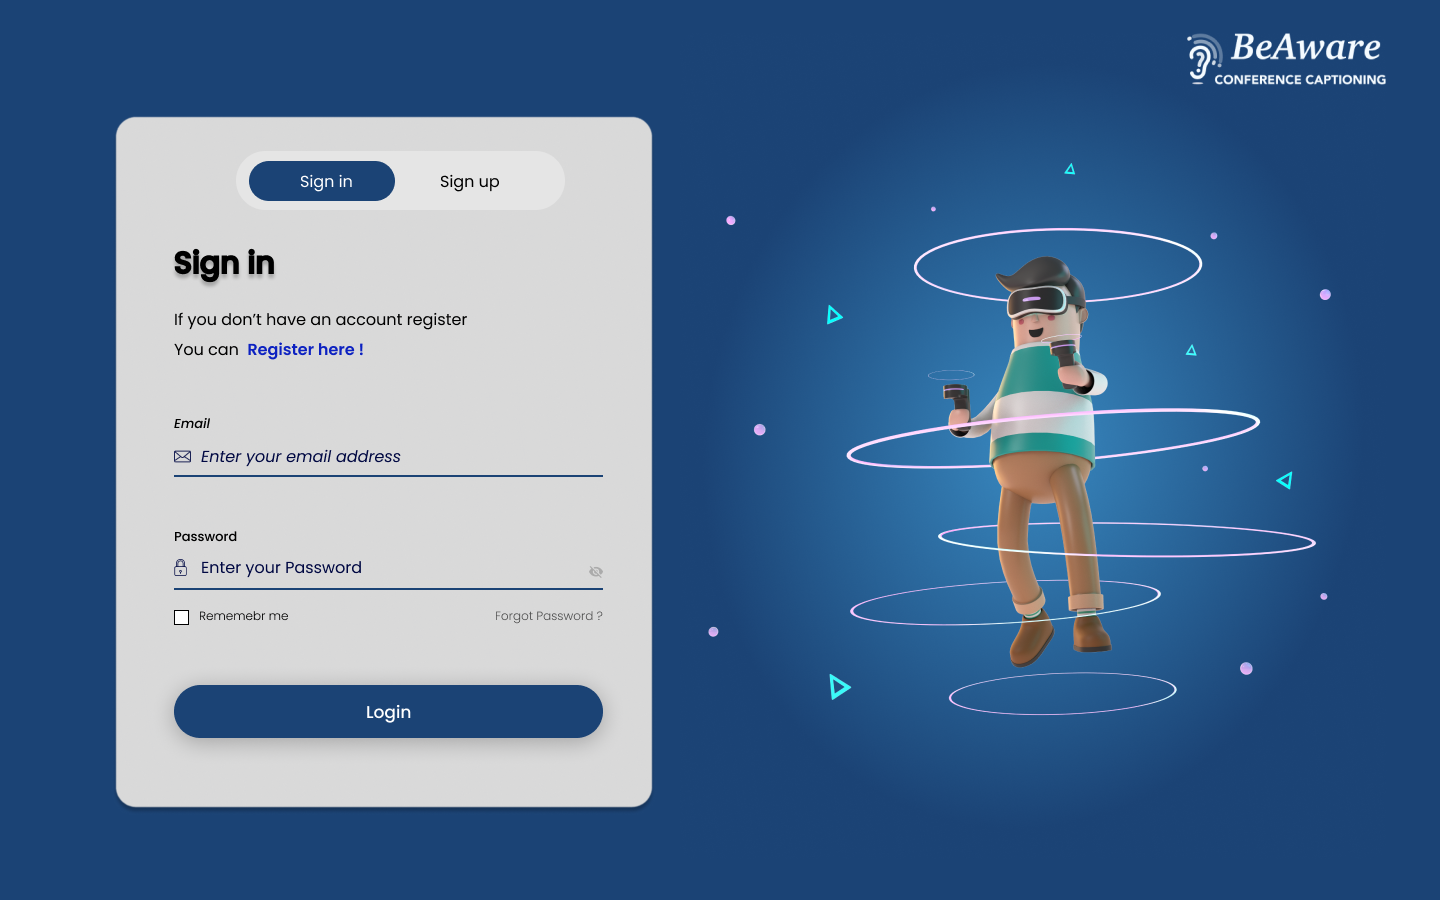 BeAware
CONFERENCE CAPTIONING
Sign in
Sign up
Sign in
If you don’t have an account register
You can Register here !
Email
Enter your email address
Password
Enter your Password
Rememebr me
Forgot Password ?
Login